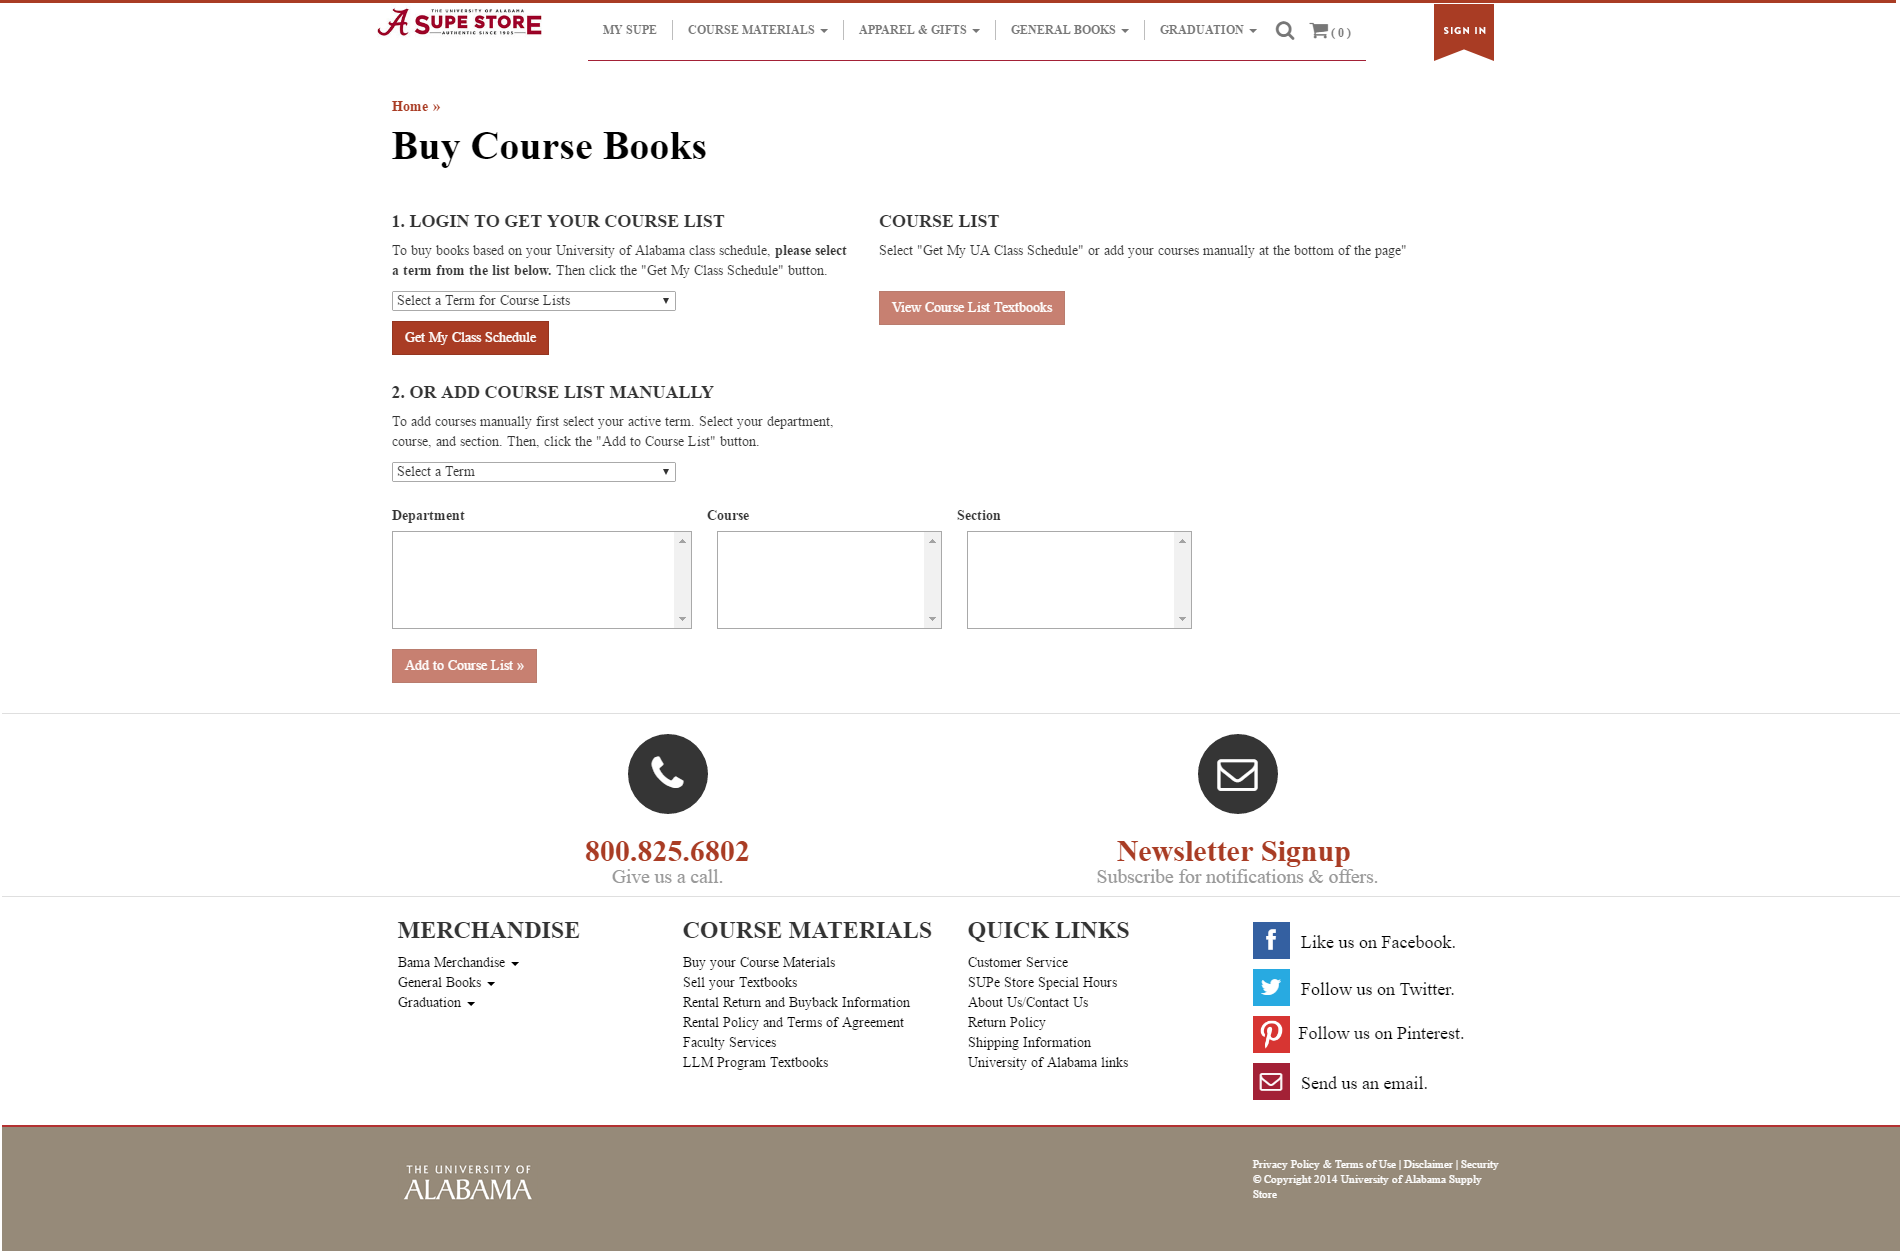 THE UNIVERSITY OF ALABAMA
SUPE STORE
AUTHENTIC SINCE 1905
MY SUPE
COURSE MATERIALS
APPAREL & GIFTS
GENERAL BOOKS
GRADUATION
( 0 )
SIGN IN
Home »
Buy Course Books
1. LOGIN TO GET YOUR COURSE LIST
To buy books based on your University of Alabama class schedule, please select
a term from the list below. Then click the "Get My Class Schedule" button.
Select a Term for Course Lists
Get My Class Schedule
COURSE LIST
Select "Get My UA Class Schedule" or add your courses manually at the bottom of the page"
View Course List Textbooks
2. OR ADD COURSE LIST MANUALLY
To add courses manually first select your active term. Select your department,
course, and section. Then, click the "Add to Course List" button.
Select a Term
Department
Course
Section
Add to Course List »
800.825.6802
Give us a call.
Newsletter Signup
Subscribe for notifications & offers.
MERCHANDISE
Bama Merchandise
General Books
Graduation
COURSE MATERIALS
Buy your Course Materials
Sell your Textbooks
Rental Return and Buyback Information
Rental Policy and Terms of Agreement
Faculty Services
LLM Program Textbooks
QUICK LINKS
Customer Service
SUPe Store Special Hours
About Us/Contact Us
Return Policy
Shipping Information
University of Alabama links
Like us on Facebook.
Follow us on Twitter.
Follow us on Pinterest.
Send us an email.
THE UNIVERSITY OF
ALABAMA
Privacy Policy & Terms of Use | Disclaimer | Security
© Copyright 2014 University of Alabama Supply
Store